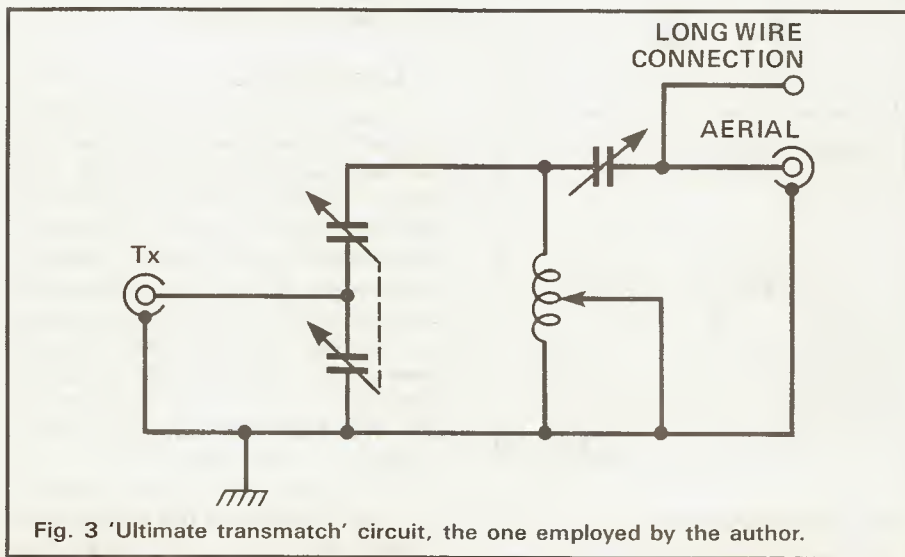 LONG WIRE
CONNECTION
AERIAL
Tx
Fig. 3 'Ultimate transmatch' circuit, the one employed by the author.